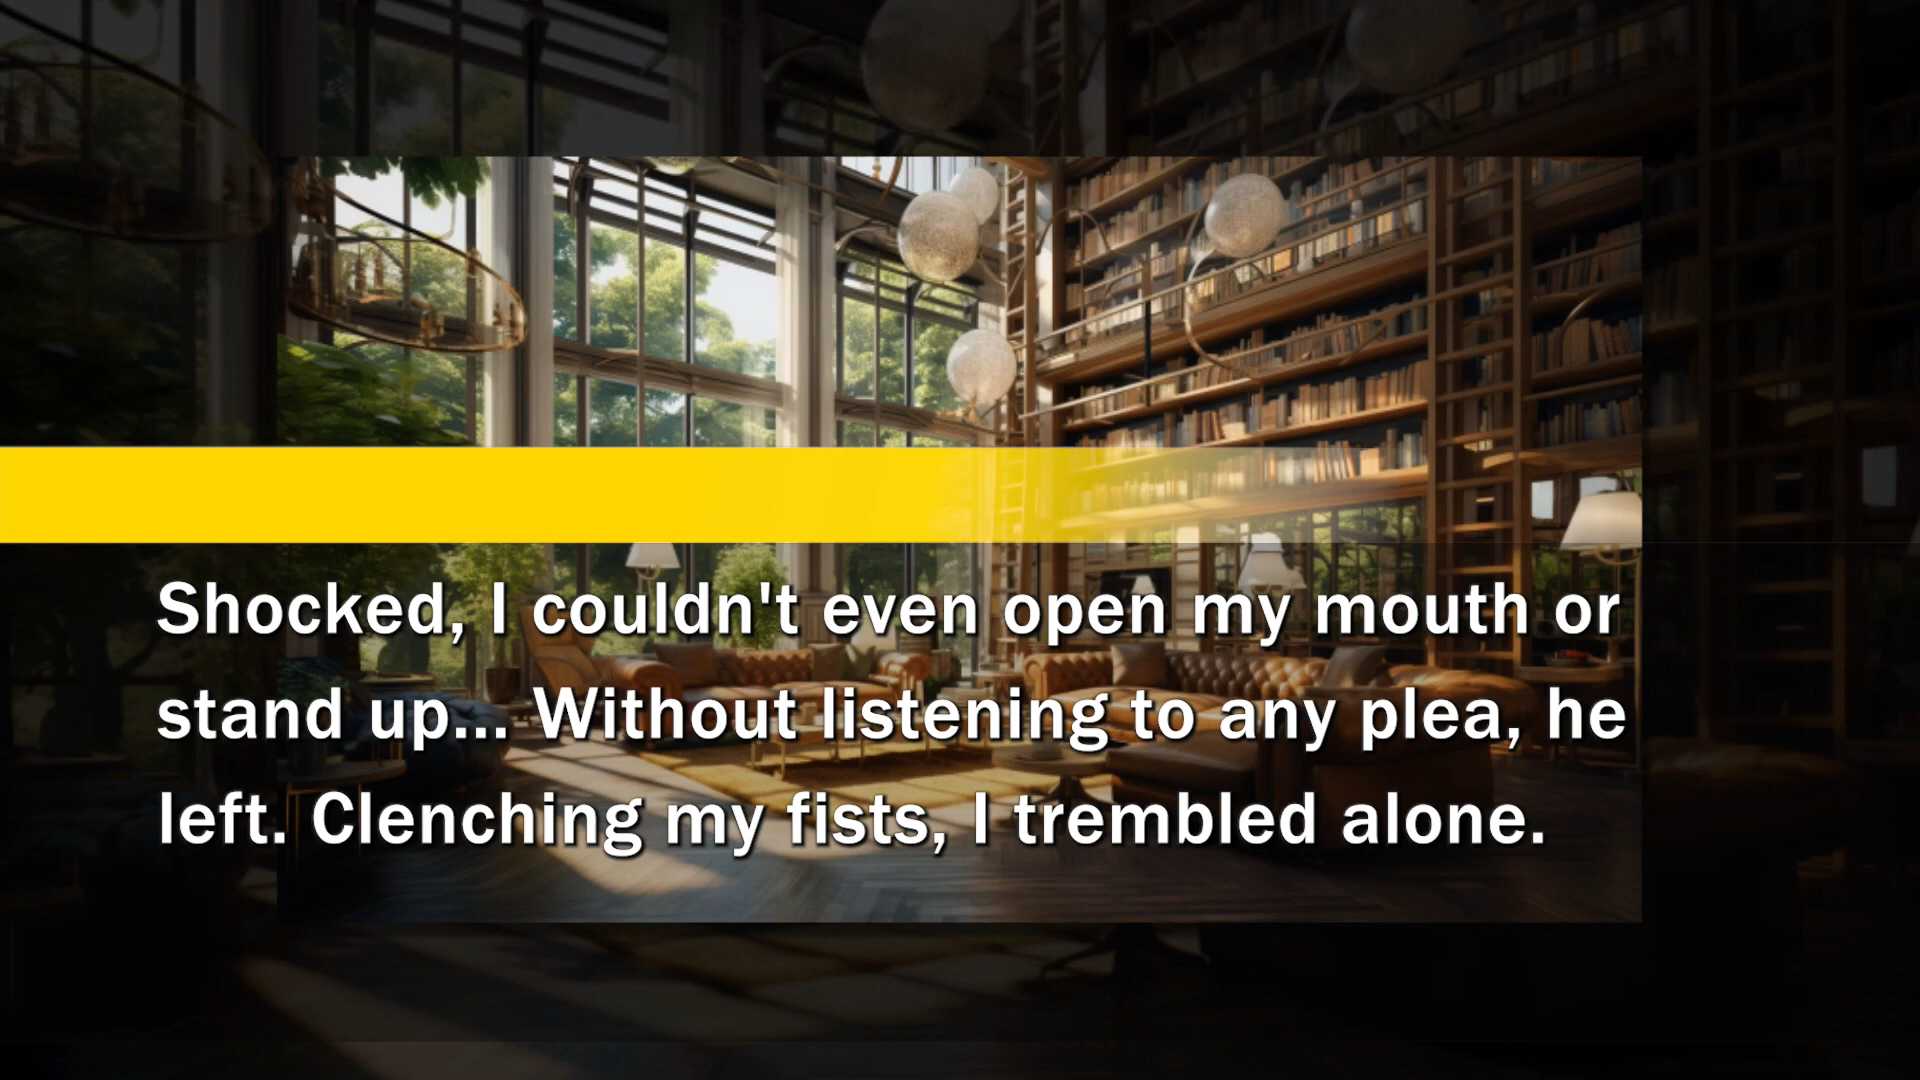 Shocked, I couldn't even open my mouth or
stand up... Without listening to any plea, he
left. Clenching my fists, I trembled alone.